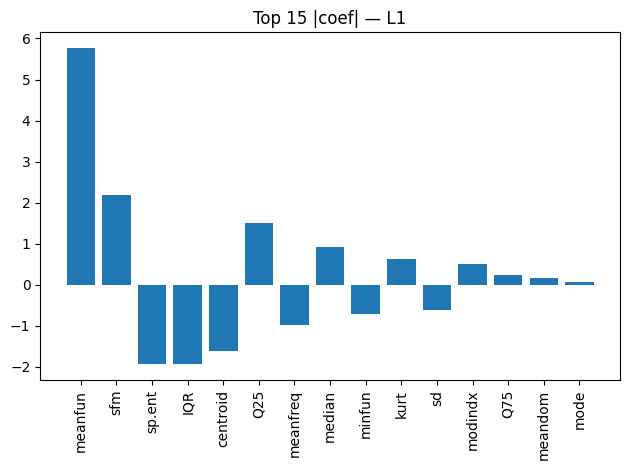 Top 15 |coef| — L1
6
5
4
3
2
1
0
−1
−2
meanfun
sfm
sp.ent
IQR
centroid
Q25
meanfreq
median
minfun
kurt
sd
modindx
Q75
meandom
mode